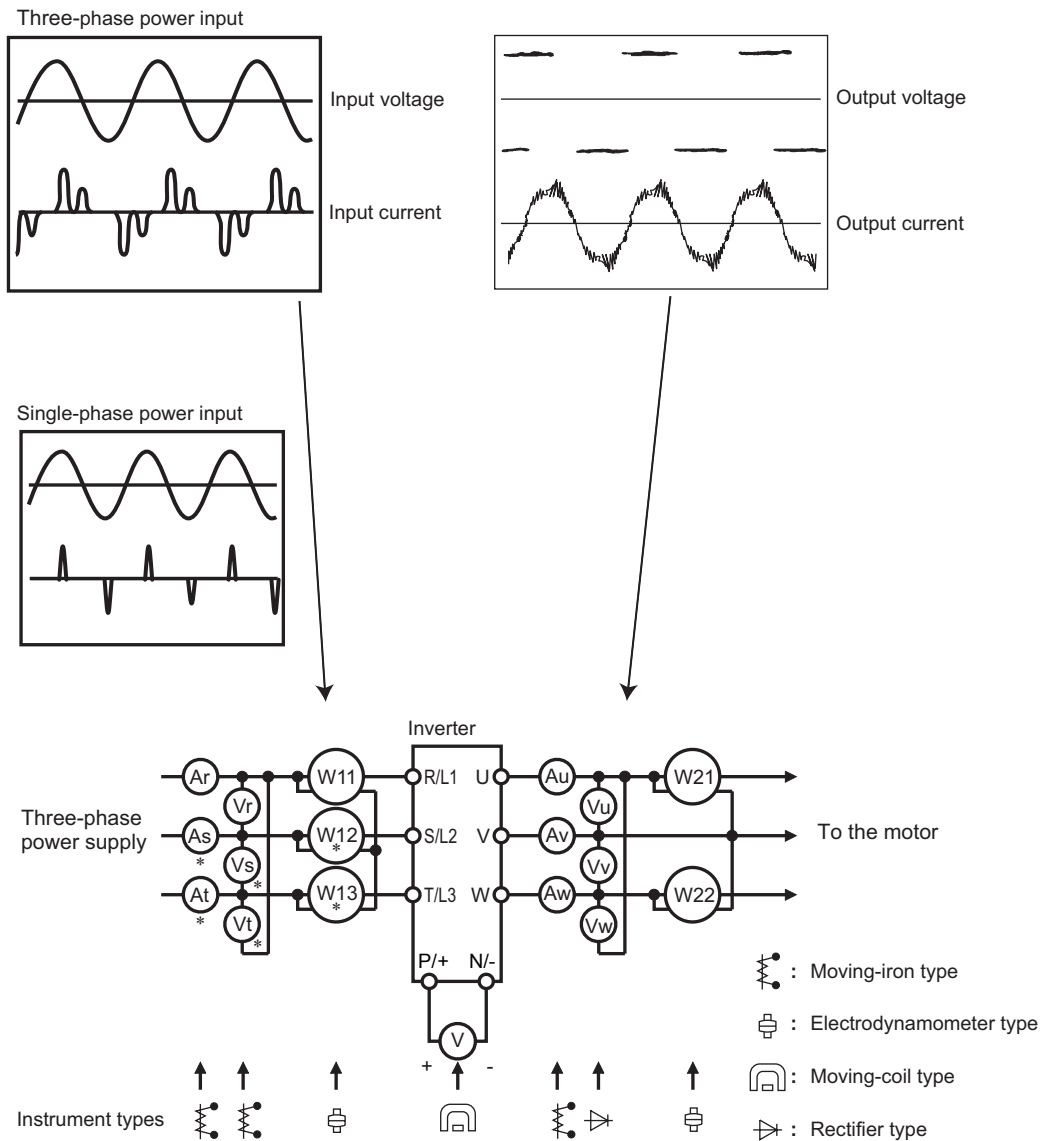 Three-phase power input
Input voltage
Input current
Output voltage
Output current
Single-phase power input
Inverter
Three-phase
power supply
Ar
As
*
At
*
Vr
Vs
*
Vt
*
W11
W12
*
W13
*
R/L1
S/L2
T/L3
U
V
W
P/+
N/-
V
+
-
Au
Av
Aw
Vu
Vv
Vw
W21
W22
To the motor
: Moving-iron type
: Electrodynamometer type
: Moving-coil type
: Rectifier type
Instrument types